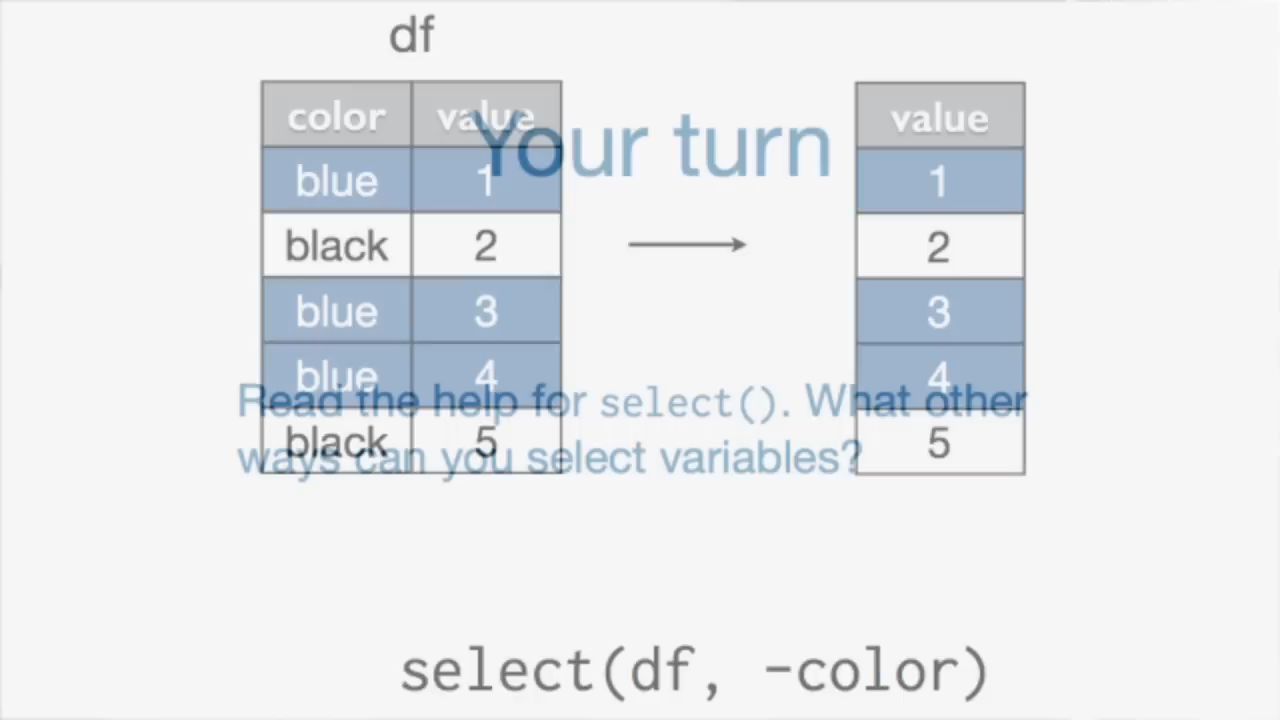 df
color value
blue 1
black 2
blue 3
blue 4
black 5
value
1
2
3
4
5
Your turn
Read the help for select(). What other
ways can you select variables?
select(df, -color)